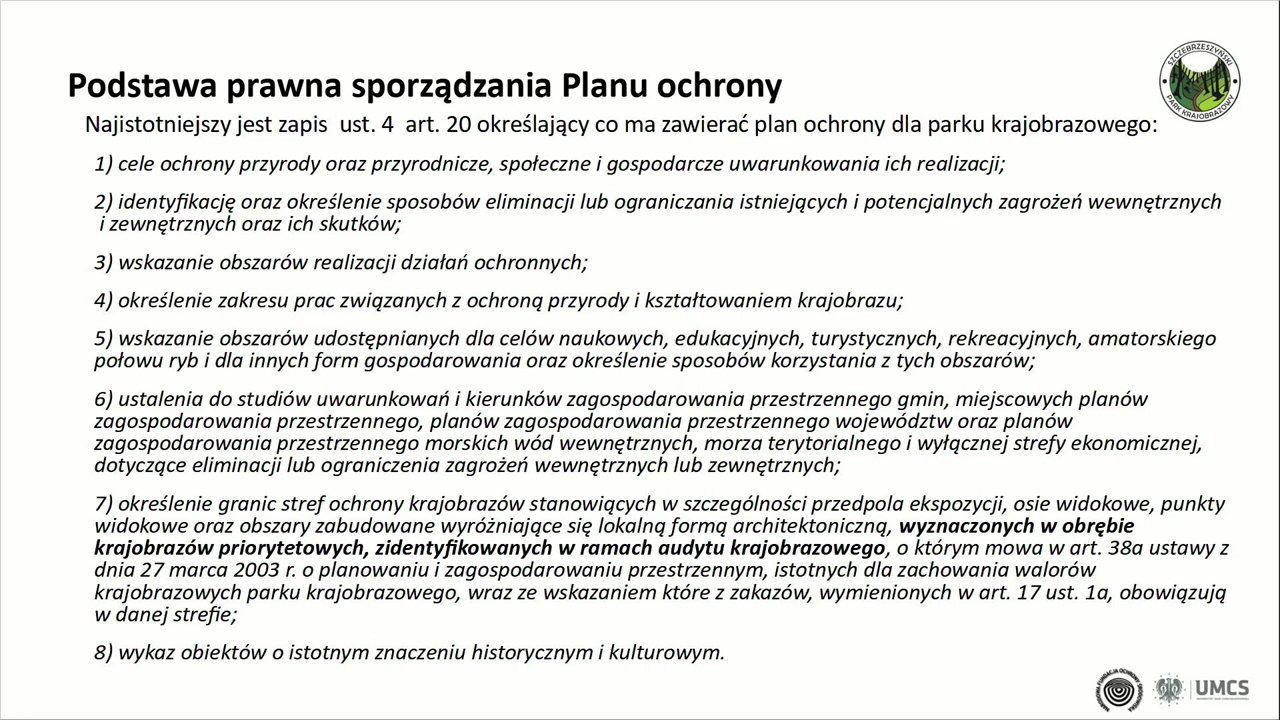 Podstawa prawna sporządzania Planu ochrony
SZCZEBRZESZYŃSKI
PARK KRAJOBRAZOWY
Najistotniejszy jest zapis ust. 4 art. 20 określający co ma zawierać plan ochrony dla parku krajobrazowego:
1) cele ochrony przyrody oraz przyrodnicze, społeczne i gospodarcze uwarunkowania ich realizacji;
2) identyfikację oraz określenie sposobów eliminacji lub ograniczania istniejących i potencjalnych zagrożeń wewnętrznych
i zewnętrznych oraz ich skutków;
3) wskazanie obszarów realizacji działań ochronnych;
4) określenie zakresu prac związanych z ochroną przyrody i kształtowaniem krajobrazu;
5) wskazanie obszarów udostępnianych dla celów naukowych, edukacyjnych, turystycznych, rekreacyjnych, amatorskiego
połowu ryb i dla innych form gospodarowania oraz określenie sposobów korzystania z tych obszarów;
6) ustalenia do studiów uwarunkowań i kierunków zagospodarowania przestrzennego gmin, miejscowych planów
zagospodarowania przestrzennego, planów zagospodarowania przestrzennego województw oraz planów
zagospodarowania przestrzennego morskich wód wewnętrznych, morza terytorialnego i wyłącznej strefy ekonomicznej,
dotyczące eliminacji lub ograniczenia zagrożeń wewnętrznych lub zewnętrznych;
7) określenie granic stref ochrony krajobrazów stanowiących w szczególności przedpola ekspozycji, osie widokowe, punkty
widokowe oraz obszary zabudowane wyróżniające się lokalną formą architektoniczną, wyznaczonych w obrębie
krajobrazów priorytetowych, zidentyfikowanych w ramach audytu krajobrazowego, o którym mowa w art. 38a ustawy z
dnia 27 marca 2003 r. o planowaniu i zagospodarowaniu przestrzennym, istotnych dla zachowania walorów
krajobrazowych parku krajobrazowego, wraz ze wskazaniem które z zakazów, wymienionych w art. 17 ust. 1a, obowiązują
w danej strefie;
8) wykaz obiektów o istotnym znaczeniu historycznym i kulturowym.
UMCS